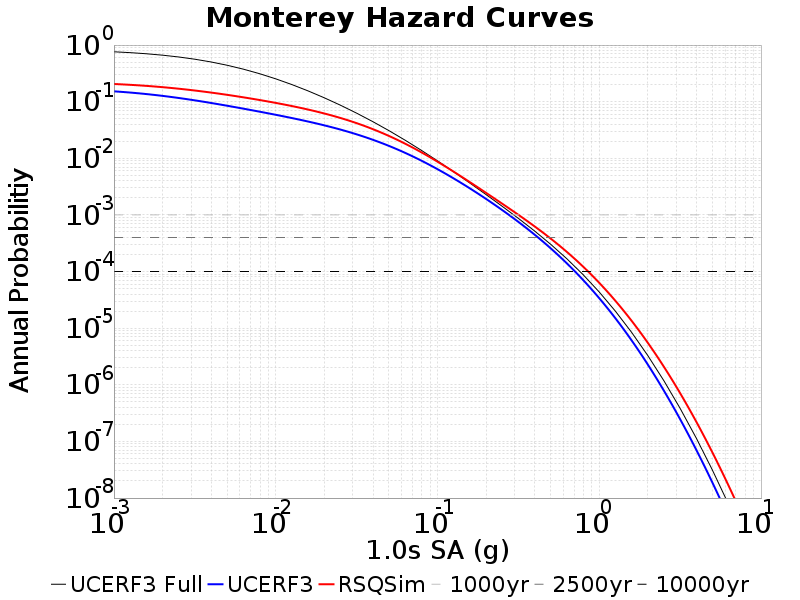 Monterey Hazard Curves
Annual Probabilitiy
10^0
10^-1
10^-2
10^-3
10^-4
10^-5
10^-6
10^-7
10^-8
10^-3 10^-2 10^-1 10^0 10^1
1.0s SA (g)
UCERF3 Full UCERF3 RSQSim 1000yr 2500yr 10000yr